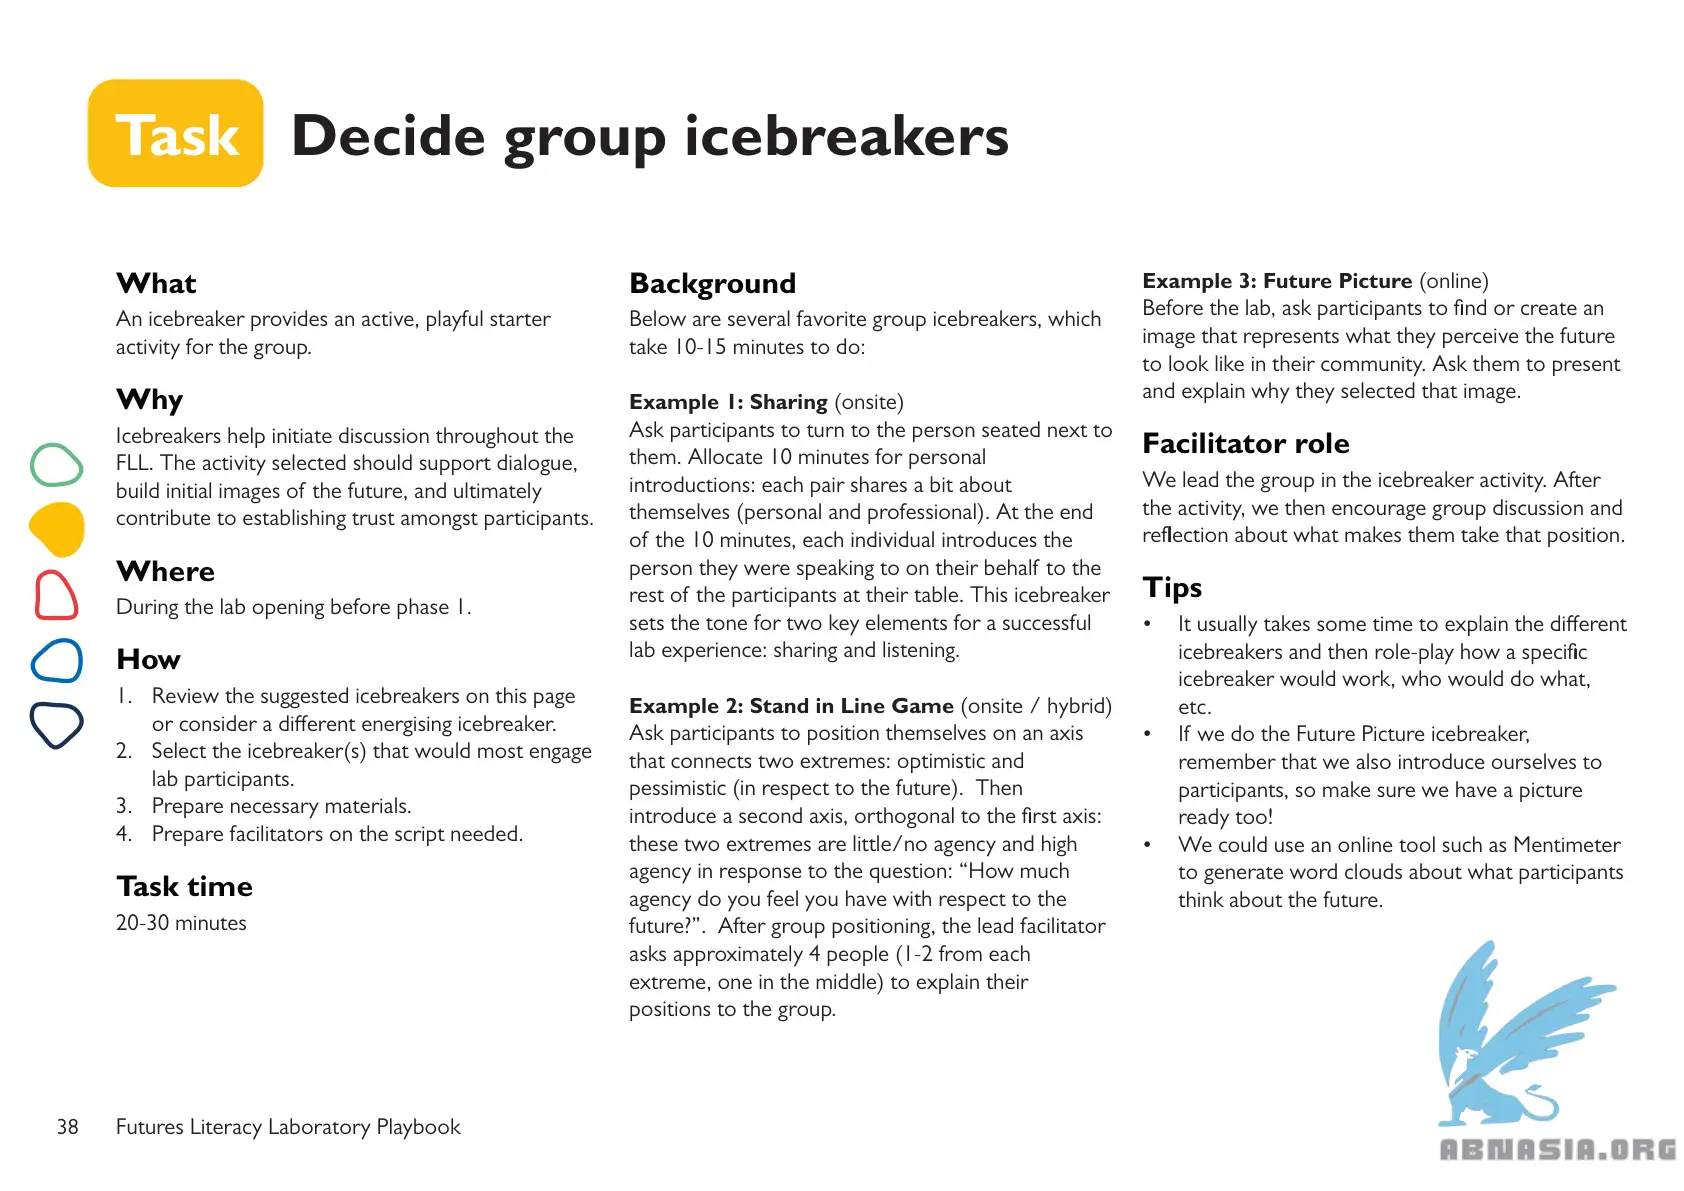 Task Decide group icebreakers
What
An icebreaker provides an active, playful starter
activity for the group.
Why
Icebreakers help initiate discussion throughout the
FLL. The activity selected should support dialogue,
build initial images of the future, and ultimately
contribute to establishing trust amongst participants.
Where
During the lab opening before phase 1.
How
1. Review the suggested icebreakers on this page
or consider a different energising icebreaker.
2. Select the icebreaker(s) that would most engage
lab participants.
3. Prepare necessary materials.
4. Prepare facilitators on the script needed.
Task time
20-30 minutes
Background
Below are several favorite group icebreakers, which
take 10-15 minutes to do:
Example 1: Sharing (onsite)
Ask participants to turn to the person seated next to
them. Allocate 10 minutes for personal
introductions: each pair shares a bit about
themselves (personal and professional). At the end
of the 10 minutes, each individual introduces the
person they were speaking to on their behalf to the
rest of the participants at their table. This icebreaker
sets the tone for two key elements for a successful
lab experience: sharing and listening.
Example 2: Stand in Line Game (onsite / hybrid)
Ask participants to position themselves on an axis
that connects two extremes: optimistic and
pessimistic (in respect to the future).  Then
introduce a second axis, orthogonal to the first axis:
these two extremes are little/no agency and high
agency in response to the question: “How much
agency do you feel you have with respect to the
future?”.  After group positioning, the lead facilitator
asks approximately 4 people (1-2 from each
extreme, one in the middle) to explain their
positions to the group.
Example 3: Future Picture (online)
Before the lab, ask participants to find or create an
image that represents what they perceive the future
to look like in their community. Ask them to present
and explain why they selected that image.
Facilitator role
We lead the group in the icebreaker activity. After
the activity, we then encourage group discussion and
reflection about what makes them take that position.
Tips
• It usually takes some time to explain the different
icebreakers and then role-play how a specific
icebreaker would work, who would do what,
etc.
• If we do the Future Picture icebreaker,
remember that we also introduce ourselves to
participants, so make sure we have a picture
ready too!
• We could use an online tool such as Mentimeter
to generate word clouds about what participants
think about the future.
38 Futures Literacy Laboratory Playbook
ABNASIA.ORG